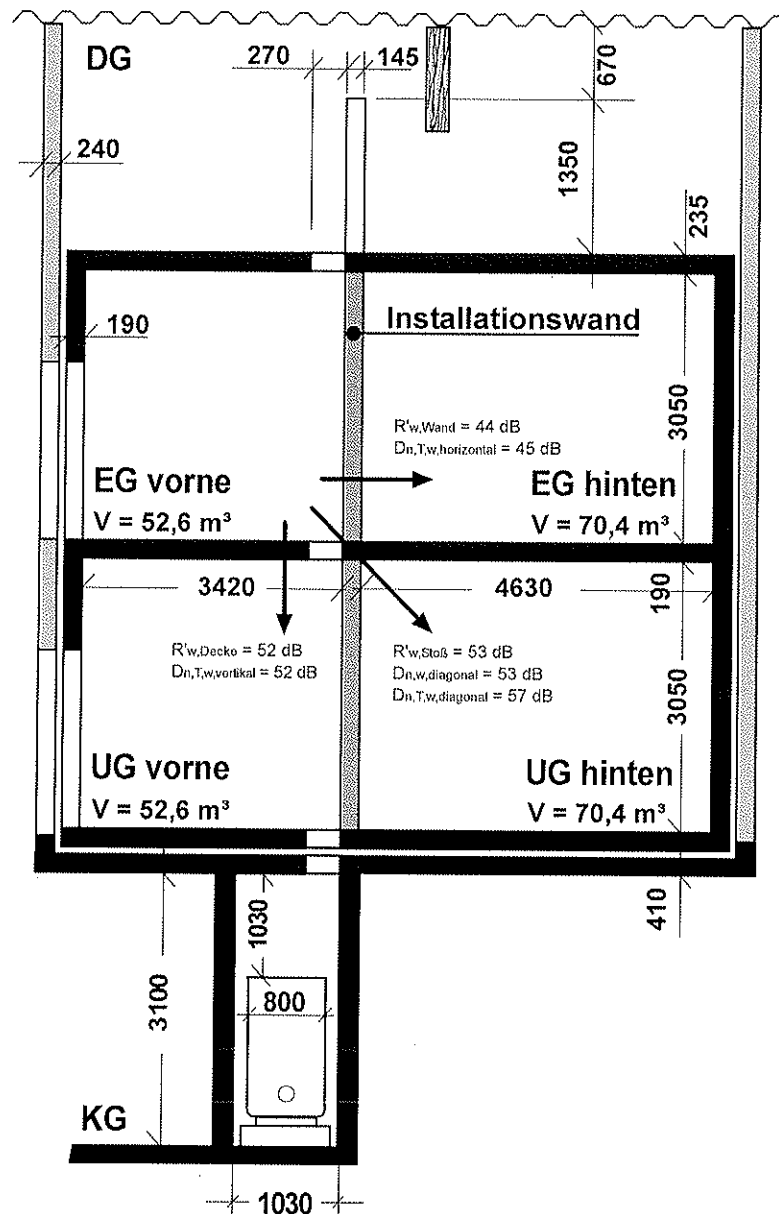 DG
270
145
670
240
1350
235
190
Installationswand
R'w,Wand = 44 dB
Dn,T,w,horizontal = 45 dB
3050
EG vorne
V = 52,6 m³
EG hinten
V = 70,4 m³
3420
4630
190
R'w,Decke = 52 dB
Dn,T,w,vertikal = 52 dB
R'w,Stoß = 53 dB
Dn,w,diagonal = 53 dB
Dn,T,w,diagonal = 57 dB
3050
UG vorne
V = 52,6 m³
UG hinten
V = 70,4 m³
410
1030
3100
800
KG
1030